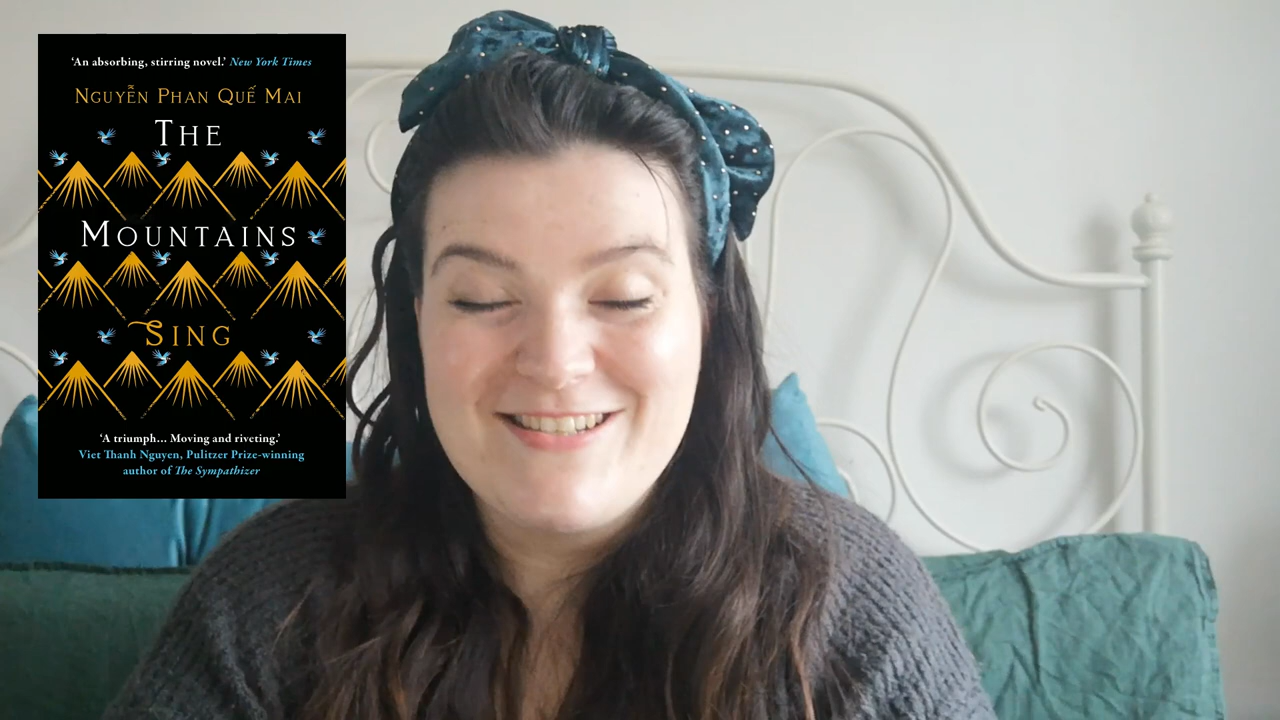 ‘An absorbing, stirring novel.’ New York Times
Nguyễn Phan Quế Mai
The
Mountains
Sing
‘A triumph... Moving and riveting.’
Viet Thanh Nguyen, Pulitzer Prize-winning
author of The Sympathizer